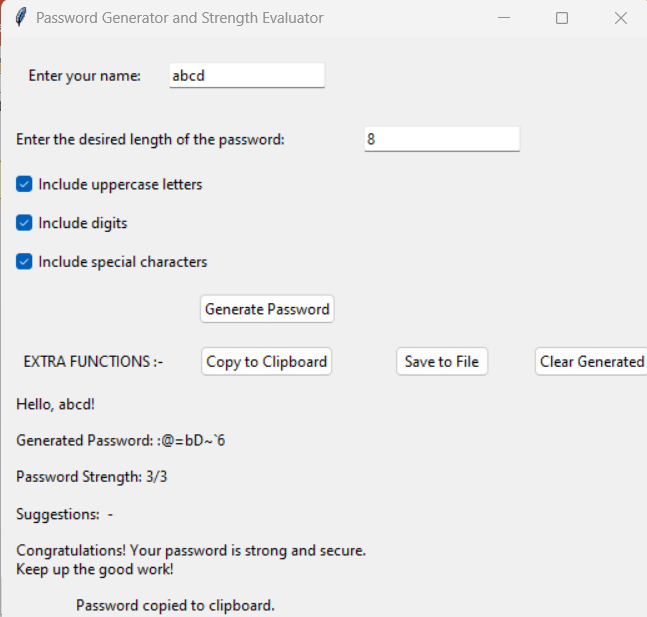 Password Generator and Strength Evaluator
Enter your name: abcd
Enter the desired length of the password: 8
Include uppercase letters
Include digits
Include special characters
Generate Password
EXTRA FUNCTIONS :- Copy to Clipboard Save to File Clear Generated
Hello, abcd!
Generated Password: :@=bD~`6
Password Strength: 3/3
Suggestions: -
Congratulations! Your password is strong and secure.
Keep up the good work!
Password copied to clipboard.